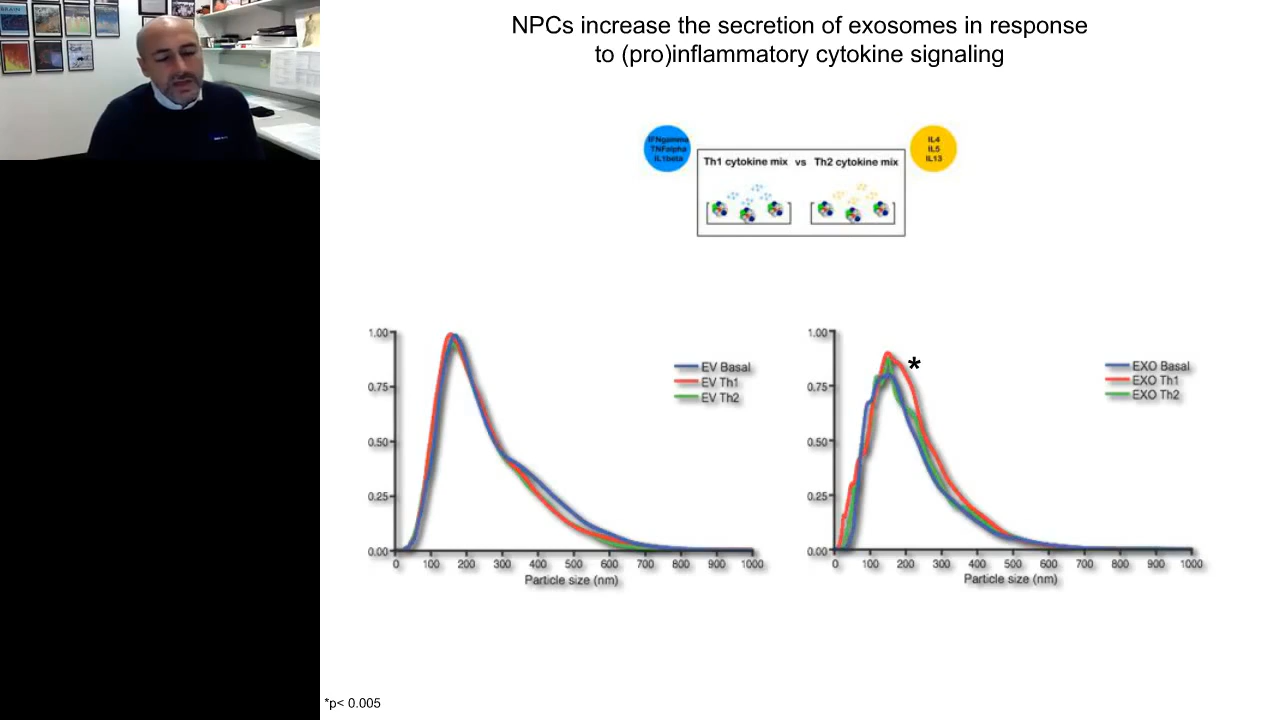 NPCs increase the secretion of exosomes in response
to (pro)inflammatory cytokine signaling
IFNgamma
TNFalpha
IL1beta
IL4
IL5
IL13
Th1 cytokine mix vs Th2 cytokine mix
1.00
0.75
0.50
0.25
0.00
0 100 200 300 400 500 600 700 800 900 1000
Particle size (nm)
EV Basal
EV Th1
EV Th2
1.00
0.75
0.50
0.25
0.00
0 100 200 300 400 500 600 700 800 900 1000
Particle size (nm)
*
EXO Basal
EXO Th1
EXO Th2
*p< 0.005
BRAIN